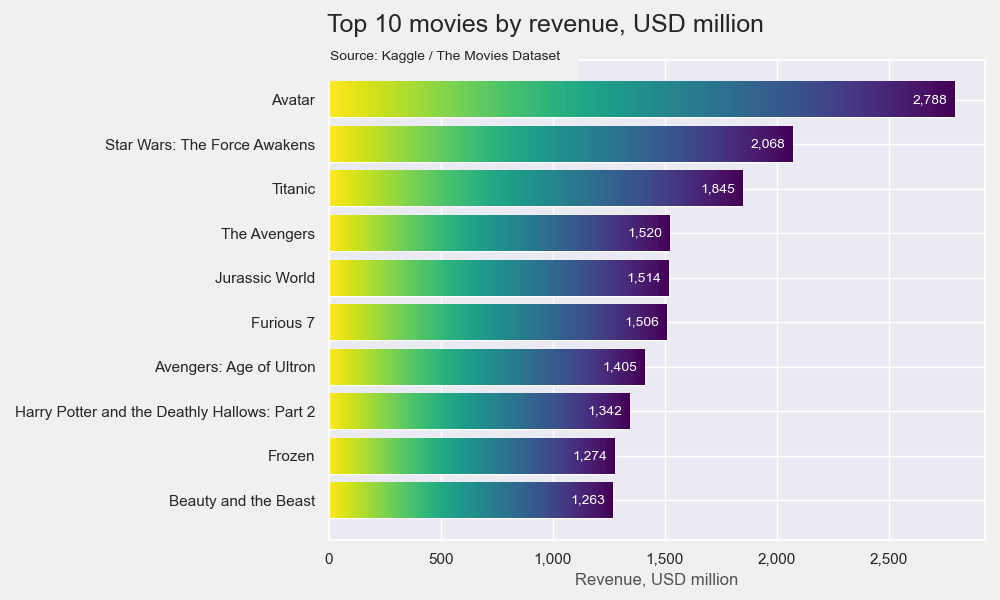 Top 10 movies by revenue, USD million
Source: Kaggle / The Movies Dataset
Avatar 2,788
Star Wars: The Force Awakens 2,068
Titanic 1,845
The Avengers 1,520
Jurassic World 1,514
Furious 7 1,506
Avengers: Age of Ultron 1,405
Harry Potter and the Deathly Hallows: Part 2 1,342
Frozen 1,274
Beauty and the Beast 1,263
0 500 1,000 1,500 2,000 2,500
Revenue, USD million